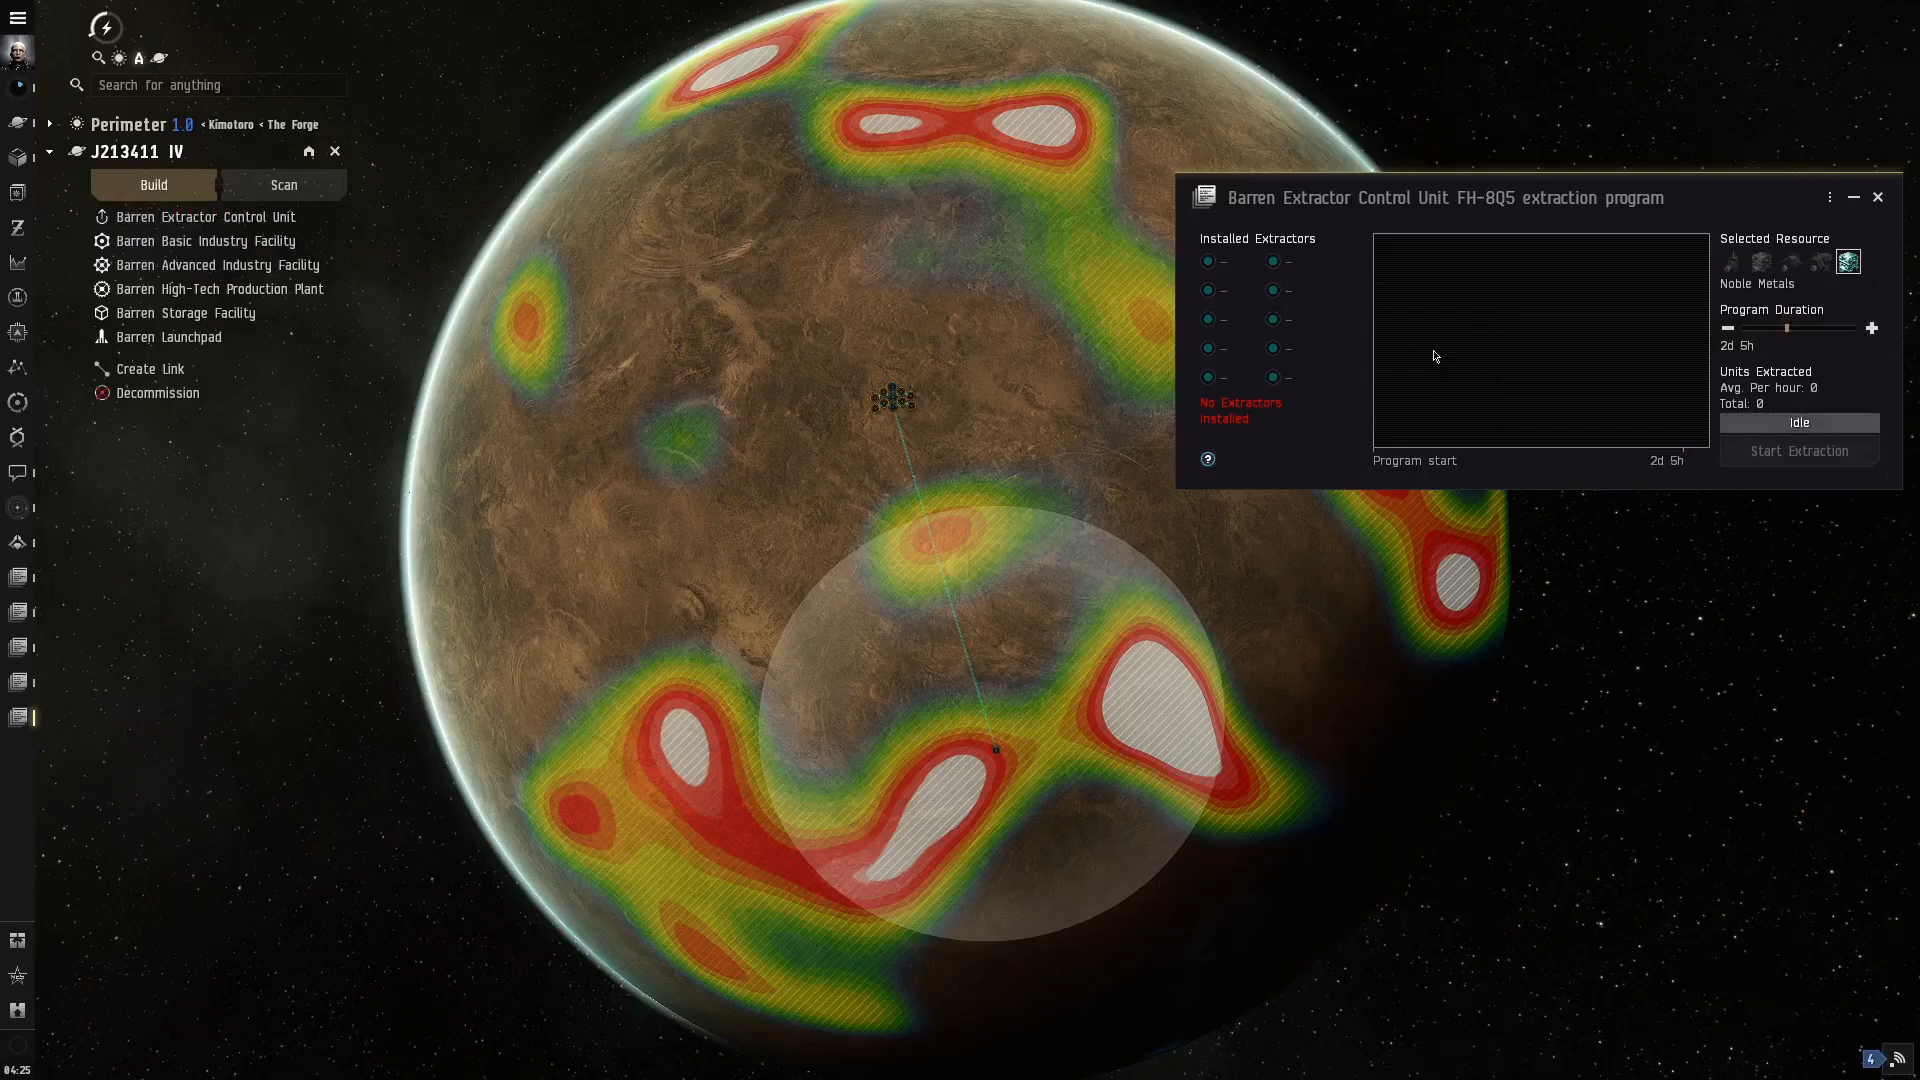 A
Search for anything
Perimeter 1.0 < Kimotoro < The Forge
J213411 IV
Build
Scan
Barren Extractor Control Unit
Barren Basic Industry Facility
Barren Advanced Industry Facility
Barren High-Tech Production Plant
Barren Storage Facility
Barren Launchpad
Create Link
Decommission
Barren Extractor Control Unit FH-8Q5 extraction program
Installed Extractors
– –
– –
– –
– –
– –
No Extractors
Installed
?
Program start
2d 5h
Selected Resource
Noble Metals
Program Duration
2d 5h
Units Extracted
Avg. Per hour: 0
Total: 0
Idle
Start Extraction
04:25
4